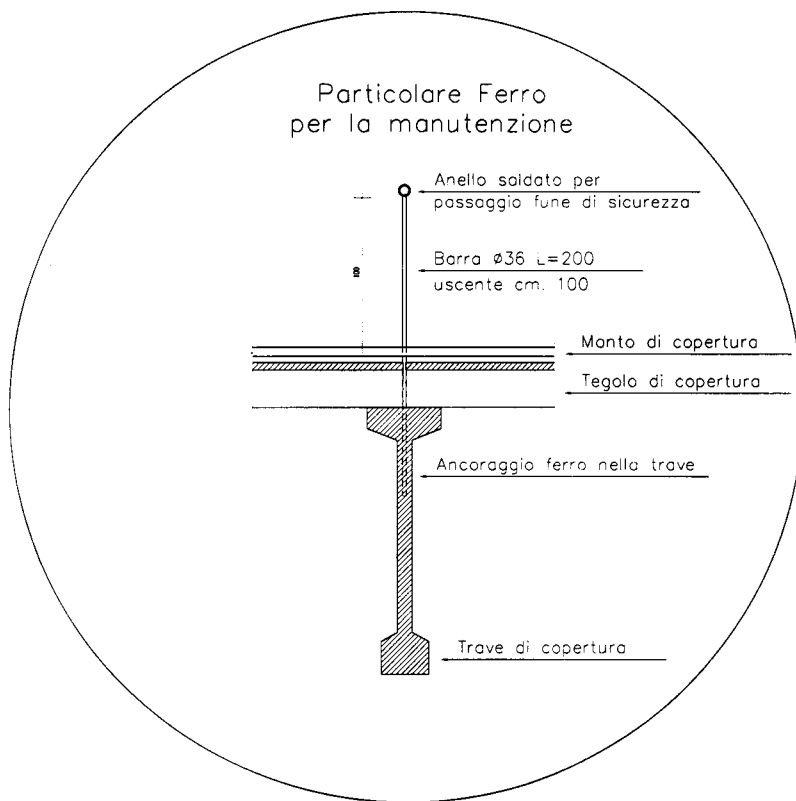 Particolare Ferro
per la manutenzione
Anello saldato per
passaggio fune di sicurezza
Barra ø36 L=200
uscente cm. 100
Manto di copertura
Tegolo di copertura
Ancoraggio ferro nella trave
Trave di copertura